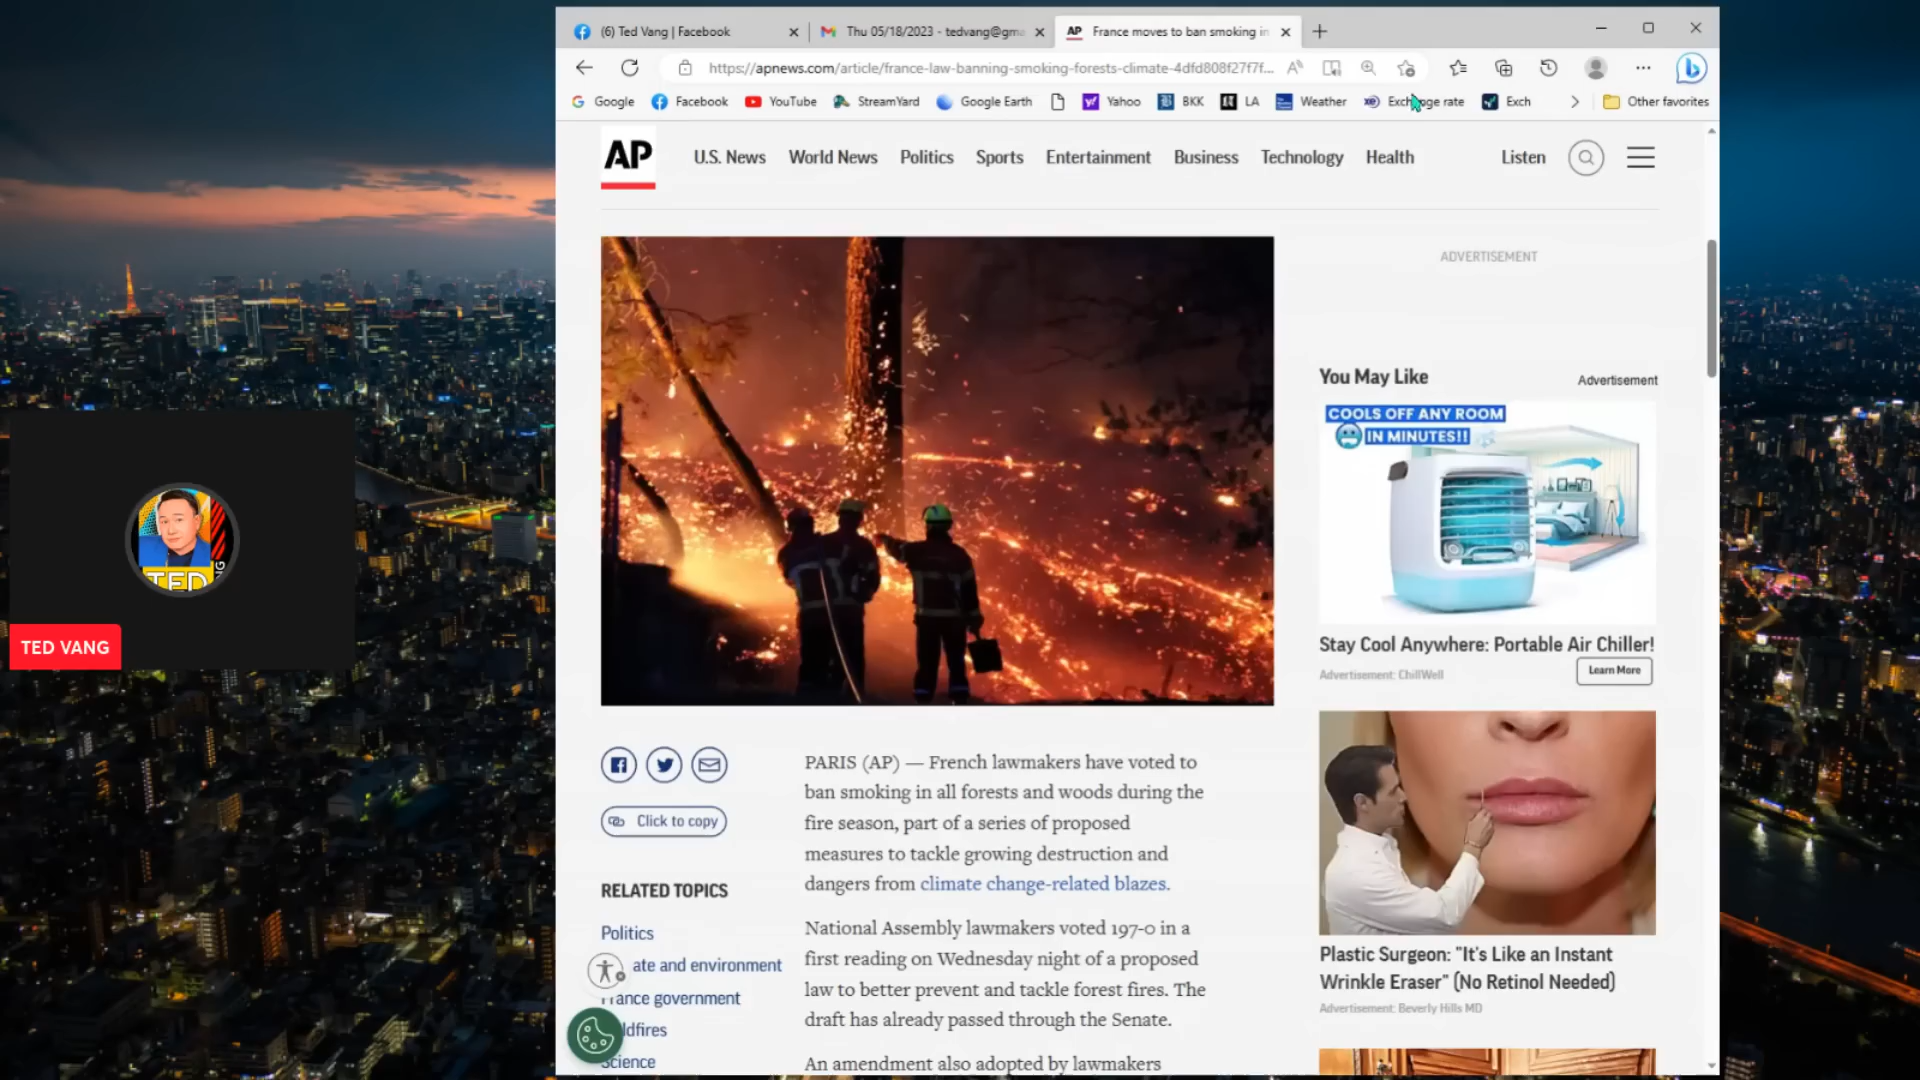 (6) Ted Vang | Facebook
Thu 05/18/2023 - tedvang@gma
AP France moves to ban smoking in
https://apnews.com/article/france-law-banning-smoking-forests-climate-4dfd808f27f7f...
Google Facebook YouTube StreamYard Google Earth Yahoo BKK LA Weather Exchange rate Exch Other favorites
AP
U.S. News World News Politics Sports Entertainment Business Technology Health Listen
ADVERTISEMENT
You May Like
Advertisement
COOLS OFF ANY ROOM
IN MINUTES!!
Stay Cool Anywhere: Portable Air Chiller!
Advertisement: ChillWell
Learn More
TED
NG
TED VANG
Click to copy
RELATED TOPICS
Politics
ate and environment
France government
ldfires
Science
PARIS (AP) — French lawmakers have voted to
ban smoking in all forests and woods during the
fire season, part of a series of proposed
measures to tackle growing destruction and
dangers from climate change-related blazes.
National Assembly lawmakers voted 197-0 in a
first reading on Wednesday night of a proposed
law to better prevent and tackle forest fires. The
draft has already passed through the Senate.
An amendment also adopted by lawmakers
Plastic Surgeon: "It's Like an Instant
Wrinkle Eraser" (No Retinol Needed)
Advertisement: Beverly Hills MD